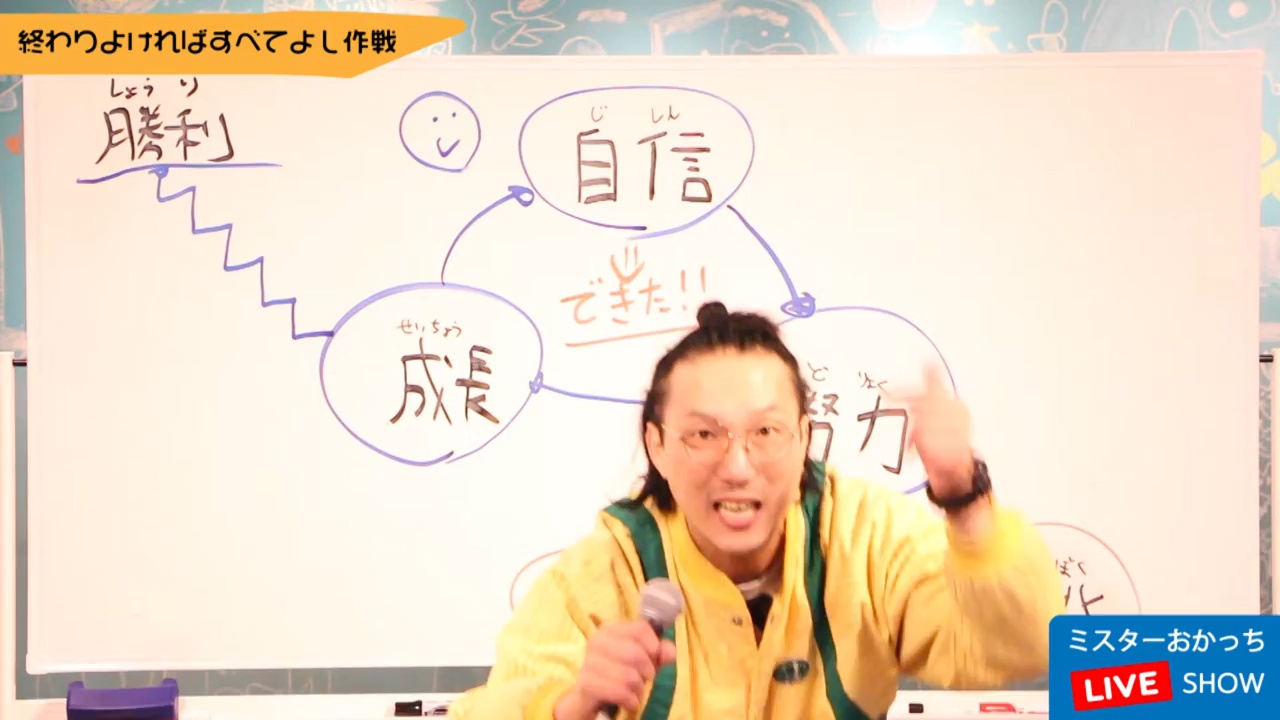 終わりよければすべてよし作戦
しょうり
勝利
じしん
自信
できた!!
せいちょう
成長
どりょく
努力
ミスターおかっち
LIVE SHOW